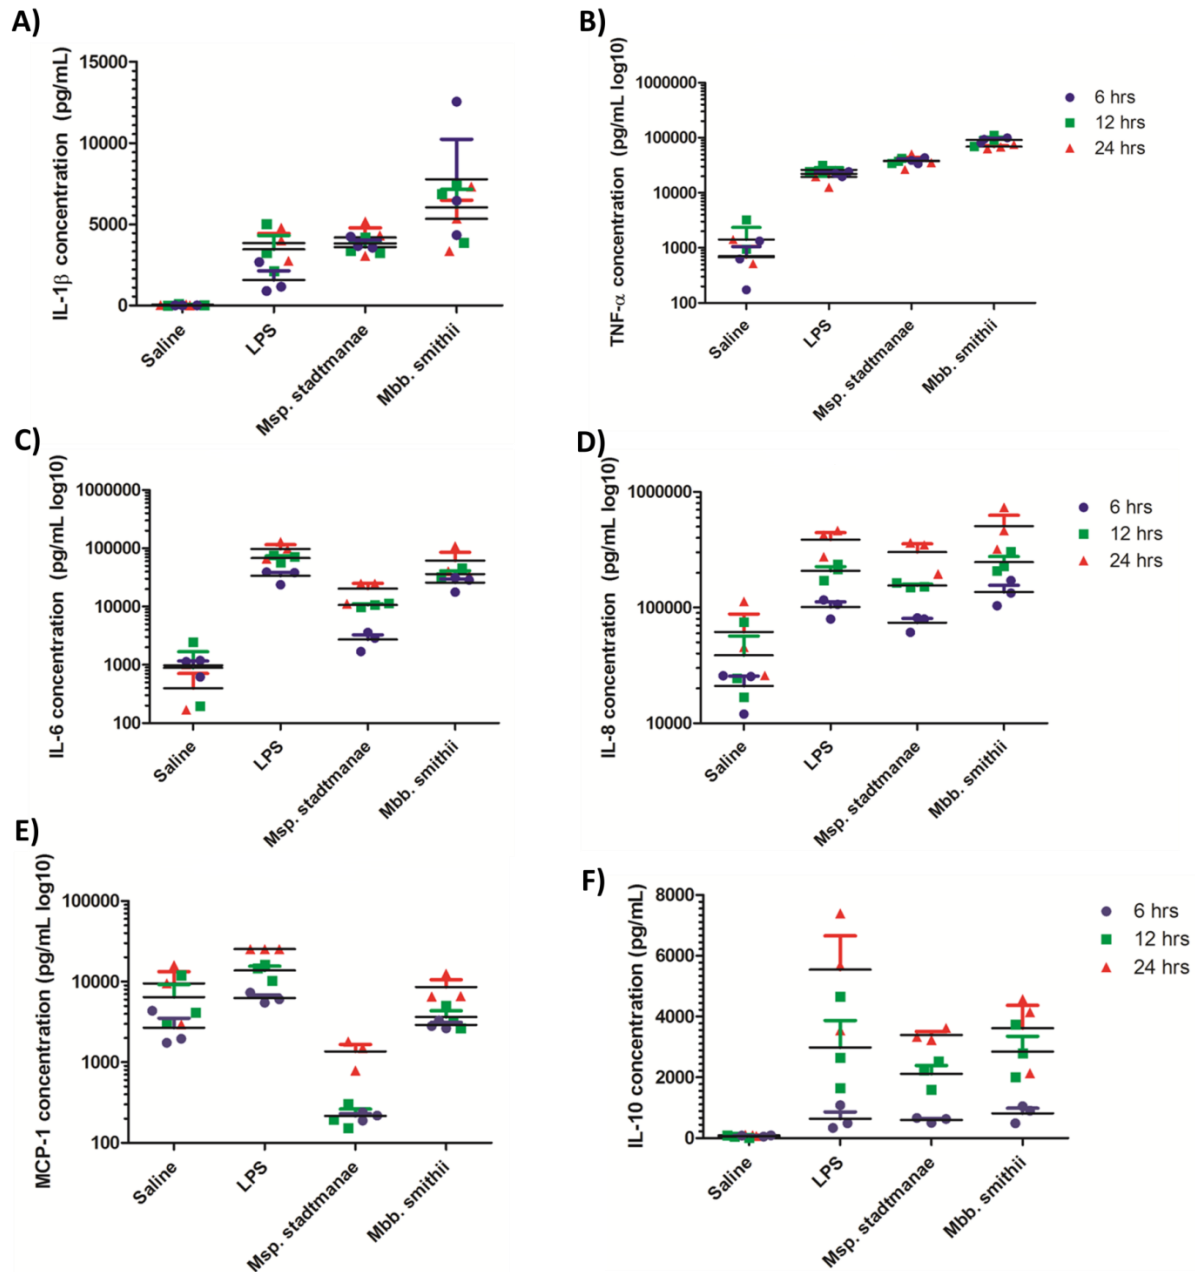 A)
IL-1β concentration (pg/mL)
15000
10000
5000
0
Saline
LPS
Msp. stadtmanae
Mbb. smithii
B)
TNF-α concentration (pg/mL log10)
1000000
100000
10000
1000
100
Saline
LPS
Msp. stadtmanae
Mbb. smithii
6 hrs
12 hrs
24 hrs
C)
IL-6 concentration (pg/mL log10)
1000000
100000
10000
1000
100
Saline
LPS
Msp. stadtmanae
Mbb. smithii
D)
IL-8 concentration (pg/mL log10)
1000000
100000
10000
Saline
LPS
Msp. stadtmanae
Mbb. smithii
6 hrs
12 hrs
24 hrs
E)
MCP-1 concentration (pg/mL log10)
100000
10000
1000
100
Saline
LPS
Msp. stadtmanae
Mbb. smithii
F)
IL-10 concentration (pg/mL)
8000
6000
4000
2000
0
Saline
LPS
Msp. stadtmanae
Mbb. smithii
6 hrs
12 hrs
24 hrs